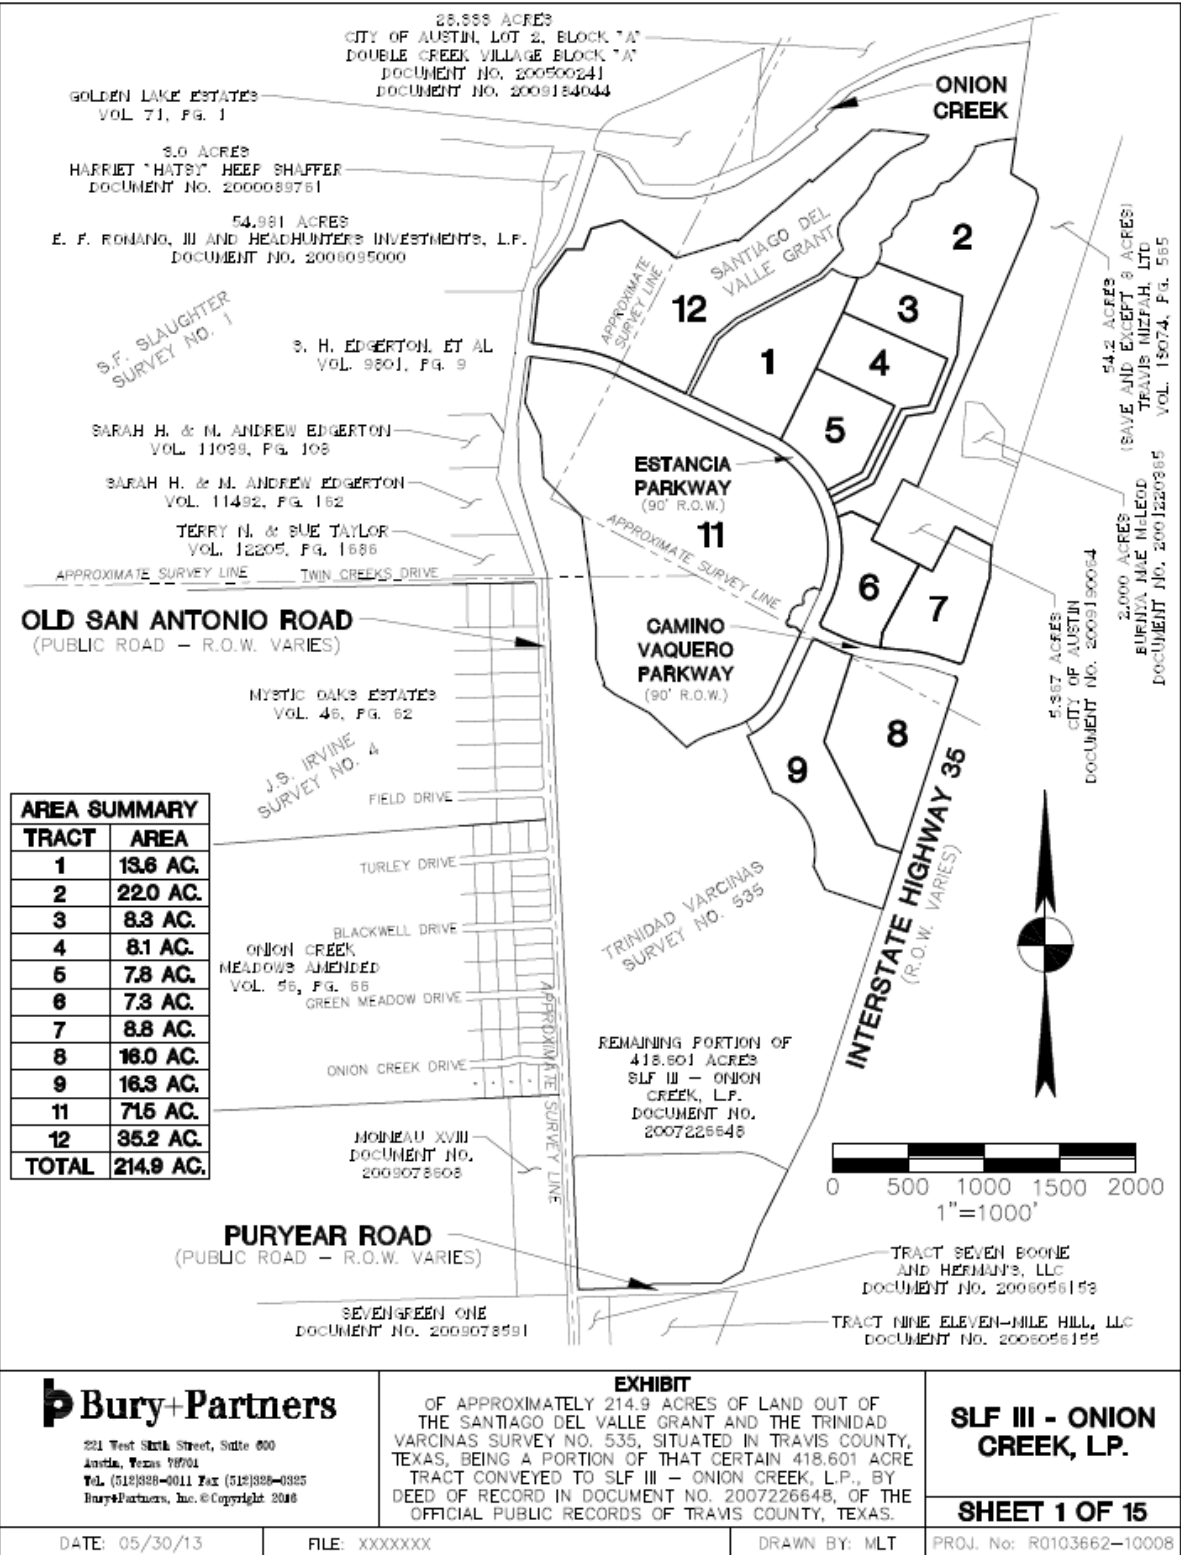 28.338 ACRES
CITY OF AUSTIN, LOT 2, BLOCK "A"
DOUBLE CREEK VILLAGE BLOCK "A"
DOCUMENT NO. 200500241
DOCUMENT NO. 2009184044
GOLDEN LAKE ESTATES
VOL. 71, PG. 1
ONION
CREEK
3.0 ACRES
HARRIET "HATSY" HEEP SHAFFER
DOCUMENT NO. 2000089761
54.981 ACRES
E. F. ROMANO, III AND HEADHUNTERS INVESTMENTS, L.P.
DOCUMENT NO. 2006095000
S.F. SLAUGHTER
SURVEY NO. 1
S. H. EDGERTON, ET AL
VOL. 9801, PG. 9
SANTIAGO DEL
VALLE GRANT
APPROXIMATE
SURVEY LINE
2
12
3
1
4
5
54.2 ACRES
(SAVE AND EXCEPT .8 ACRES)
TRAVIS MIZPAH, LTD
VOL. 13074, PG. 565
SARAH H. & M. ANDREW EDGERTON
VOL. 11039, PG. 108
SARAH H. & M. ANDREW EDGERTON
VOL. 11492, PG. 162
TERRY N. & SUE TAYLOR
VOL. 12205, PG. 1686
ESTANCIA
PARKWAY
(90' R.O.W.)
11
APPROXIMATE SURVEY LINE
APPROXIMATE SURVEY LINE
TWIN CREEKS DRIVE
6
7
2.000 ACRES
BURNYA MAE McLEOD
DOCUMENT NO. 2001220365
5.367 ACRES
CITY OF AUSTIN
DOCUMENT NO. 2009190064
OLD SAN ANTONIO ROAD
(PUBLIC ROAD – R.O.W. VARIES)
CAMINO
VAQUERO
PARKWAY
(90' R.O.W.)
MYSTIC OAKS ESTATES
VOL. 46, PG. 62
J.S. IRVINE
SURVEY NO. 4
8
9
INTERSTATE HIGHWAY 35
(R.O.W. VARIES)
FIELD DRIVE
TURLEY DRIVE
BLACKWELL DRIVE
ONION CREEK
MEADOWS AMENDED
VOL. 56, PG. 66
GREEN MEADOW DRIVE
ONION CREEK DRIVE
APPROXIMATE SURVEY LINE
TRINIDAD VARCINAS
SURVEY NO. 535
AREA SUMMARY
TRACT AREA
1 13.6 AC.
2 22.0 AC.
3 8.3 AC.
4 8.1 AC.
5 7.8 AC.
6 7.3 AC.
7 8.8 AC.
8 16.0 AC.
9 16.3 AC.
11 71.5 AC.
12 35.2 AC.
TOTAL 214.9 AC.
REMAINING PORTION OF
418.601 ACRES
SLF III – ONION
CREEK, L.P.
DOCUMENT NO.
2007226648
MOINEAU XVIII
DOCUMENT NO.
2009078608
0 500 1000 1500 2000
1"=1000'
PURYEAR ROAD
(PUBLIC ROAD – R.O.W. VARIES)
SEVENGREEN ONE
DOCUMENT NO. 200907859I
TRACT SEVEN BOONE
AND HERMAN'S, LLC
DOCUMENT NO. 2006056153
TRACT NINE ELEVEN–MILE HILL, LLC
DOCUMENT NO. 2006056155
Bury+Partners
221 West Sixth Street, Suite 600
Austin, Texas 78701
Tel. (512)328–0011 Fax (512)328–0325
Bury+Partners, Inc. © Copyright
EXHIBIT
OF APPROXIMATELY 214.9 ACRES OF LAND OUT OF
THE SANTIAGO DEL VALLE GRANT AND THE TRINIDAD
VARCINAS SURVEY NO. 535, SITUATED IN TRAVIS COUNTY,
TEXAS, BEING A PORTION OF THAT CERTAIN 418.601 ACRE
TRACT CONVEYED TO SLF III – ONION CREEK, L.P., BY
DEED OF RECORD IN DOCUMENT NO. 2007226648, OF THE
OFFICIAL PUBLIC RECORDS OF TRAVIS COUNTY, TEXAS.
SLF III - ONION
CREEK, L.P.
SHEET 1 OF 15
DATE: 05/30/13
FILE: XXXXXXX
DRAWN BY: MLT
PROJ. No: R0103662–10008